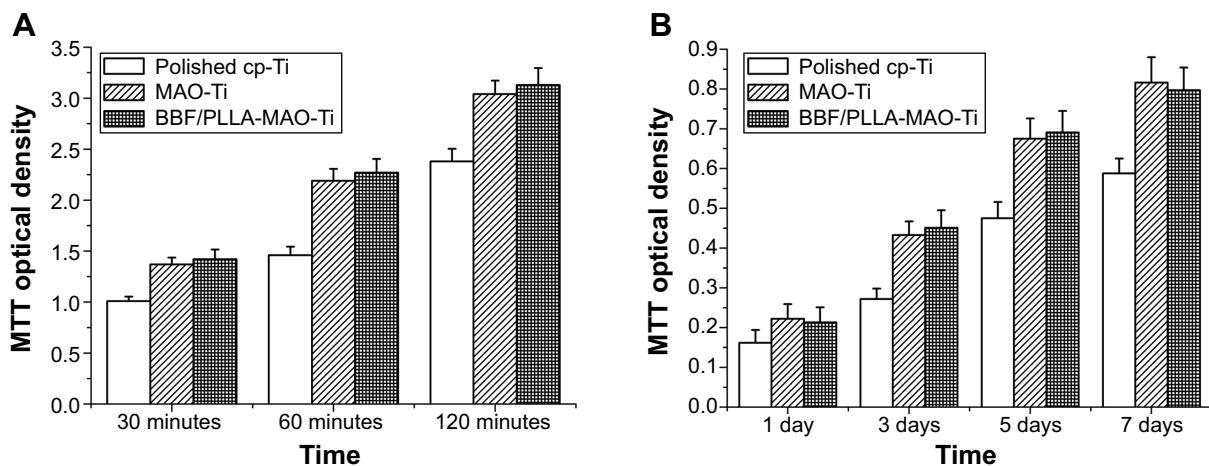 A
3.5
3.0
2.5
2.0
1.5
1.0
0.5
0.0
MTT optical density
Polished cp-Ti
MAO-Ti
BBF/PLLA-MAO-Ti
30 minutes
60 minutes
120 minutes
Time
B
0.9
0.8
0.7
0.6
0.5
0.4
0.3
0.2
0.1
0.0
MTT optical density
Polished cp-Ti
MAO-Ti
BBF/PLLA-MAO-Ti
1 day
3 days
5 days
7 days
Time